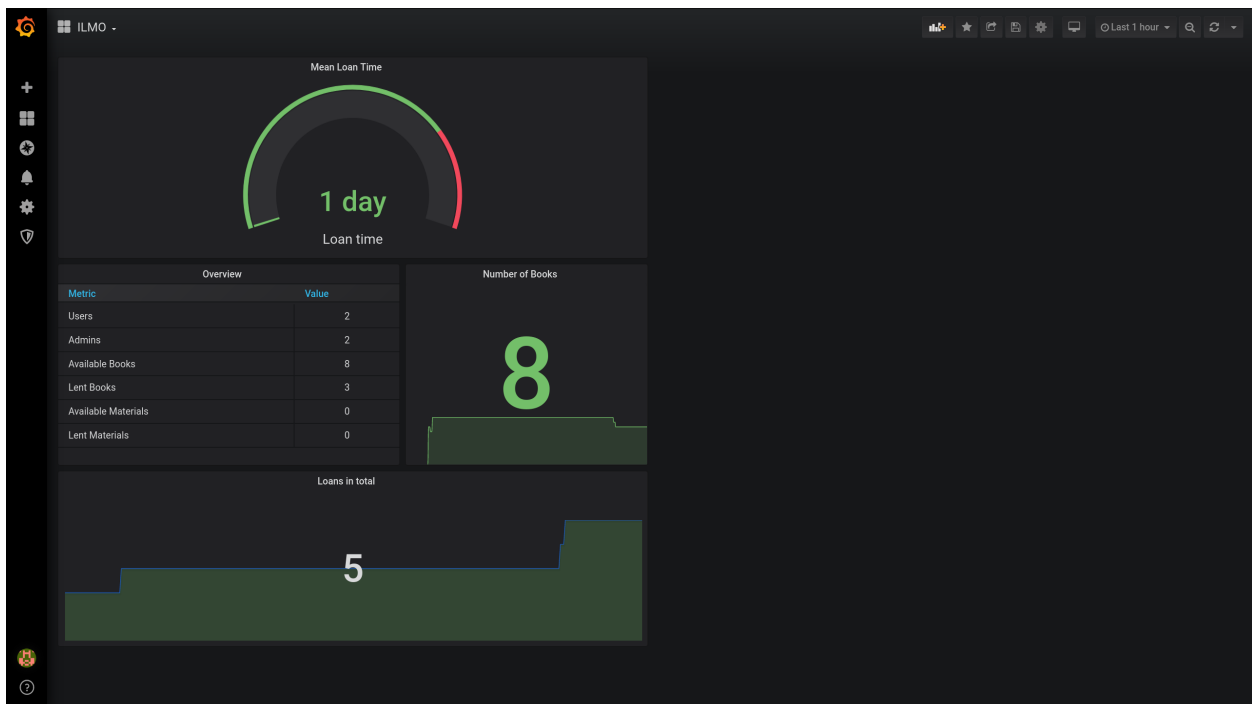 ILMO
Last 1 hour
Mean Loan Time
1 day
Loan time
Overview
Metric Value
Users 2
Admins 2
Available Books 8
Lent Books 3
Available Materials 0
Lent Materials 0
Number of Books
8
Loans in total
5